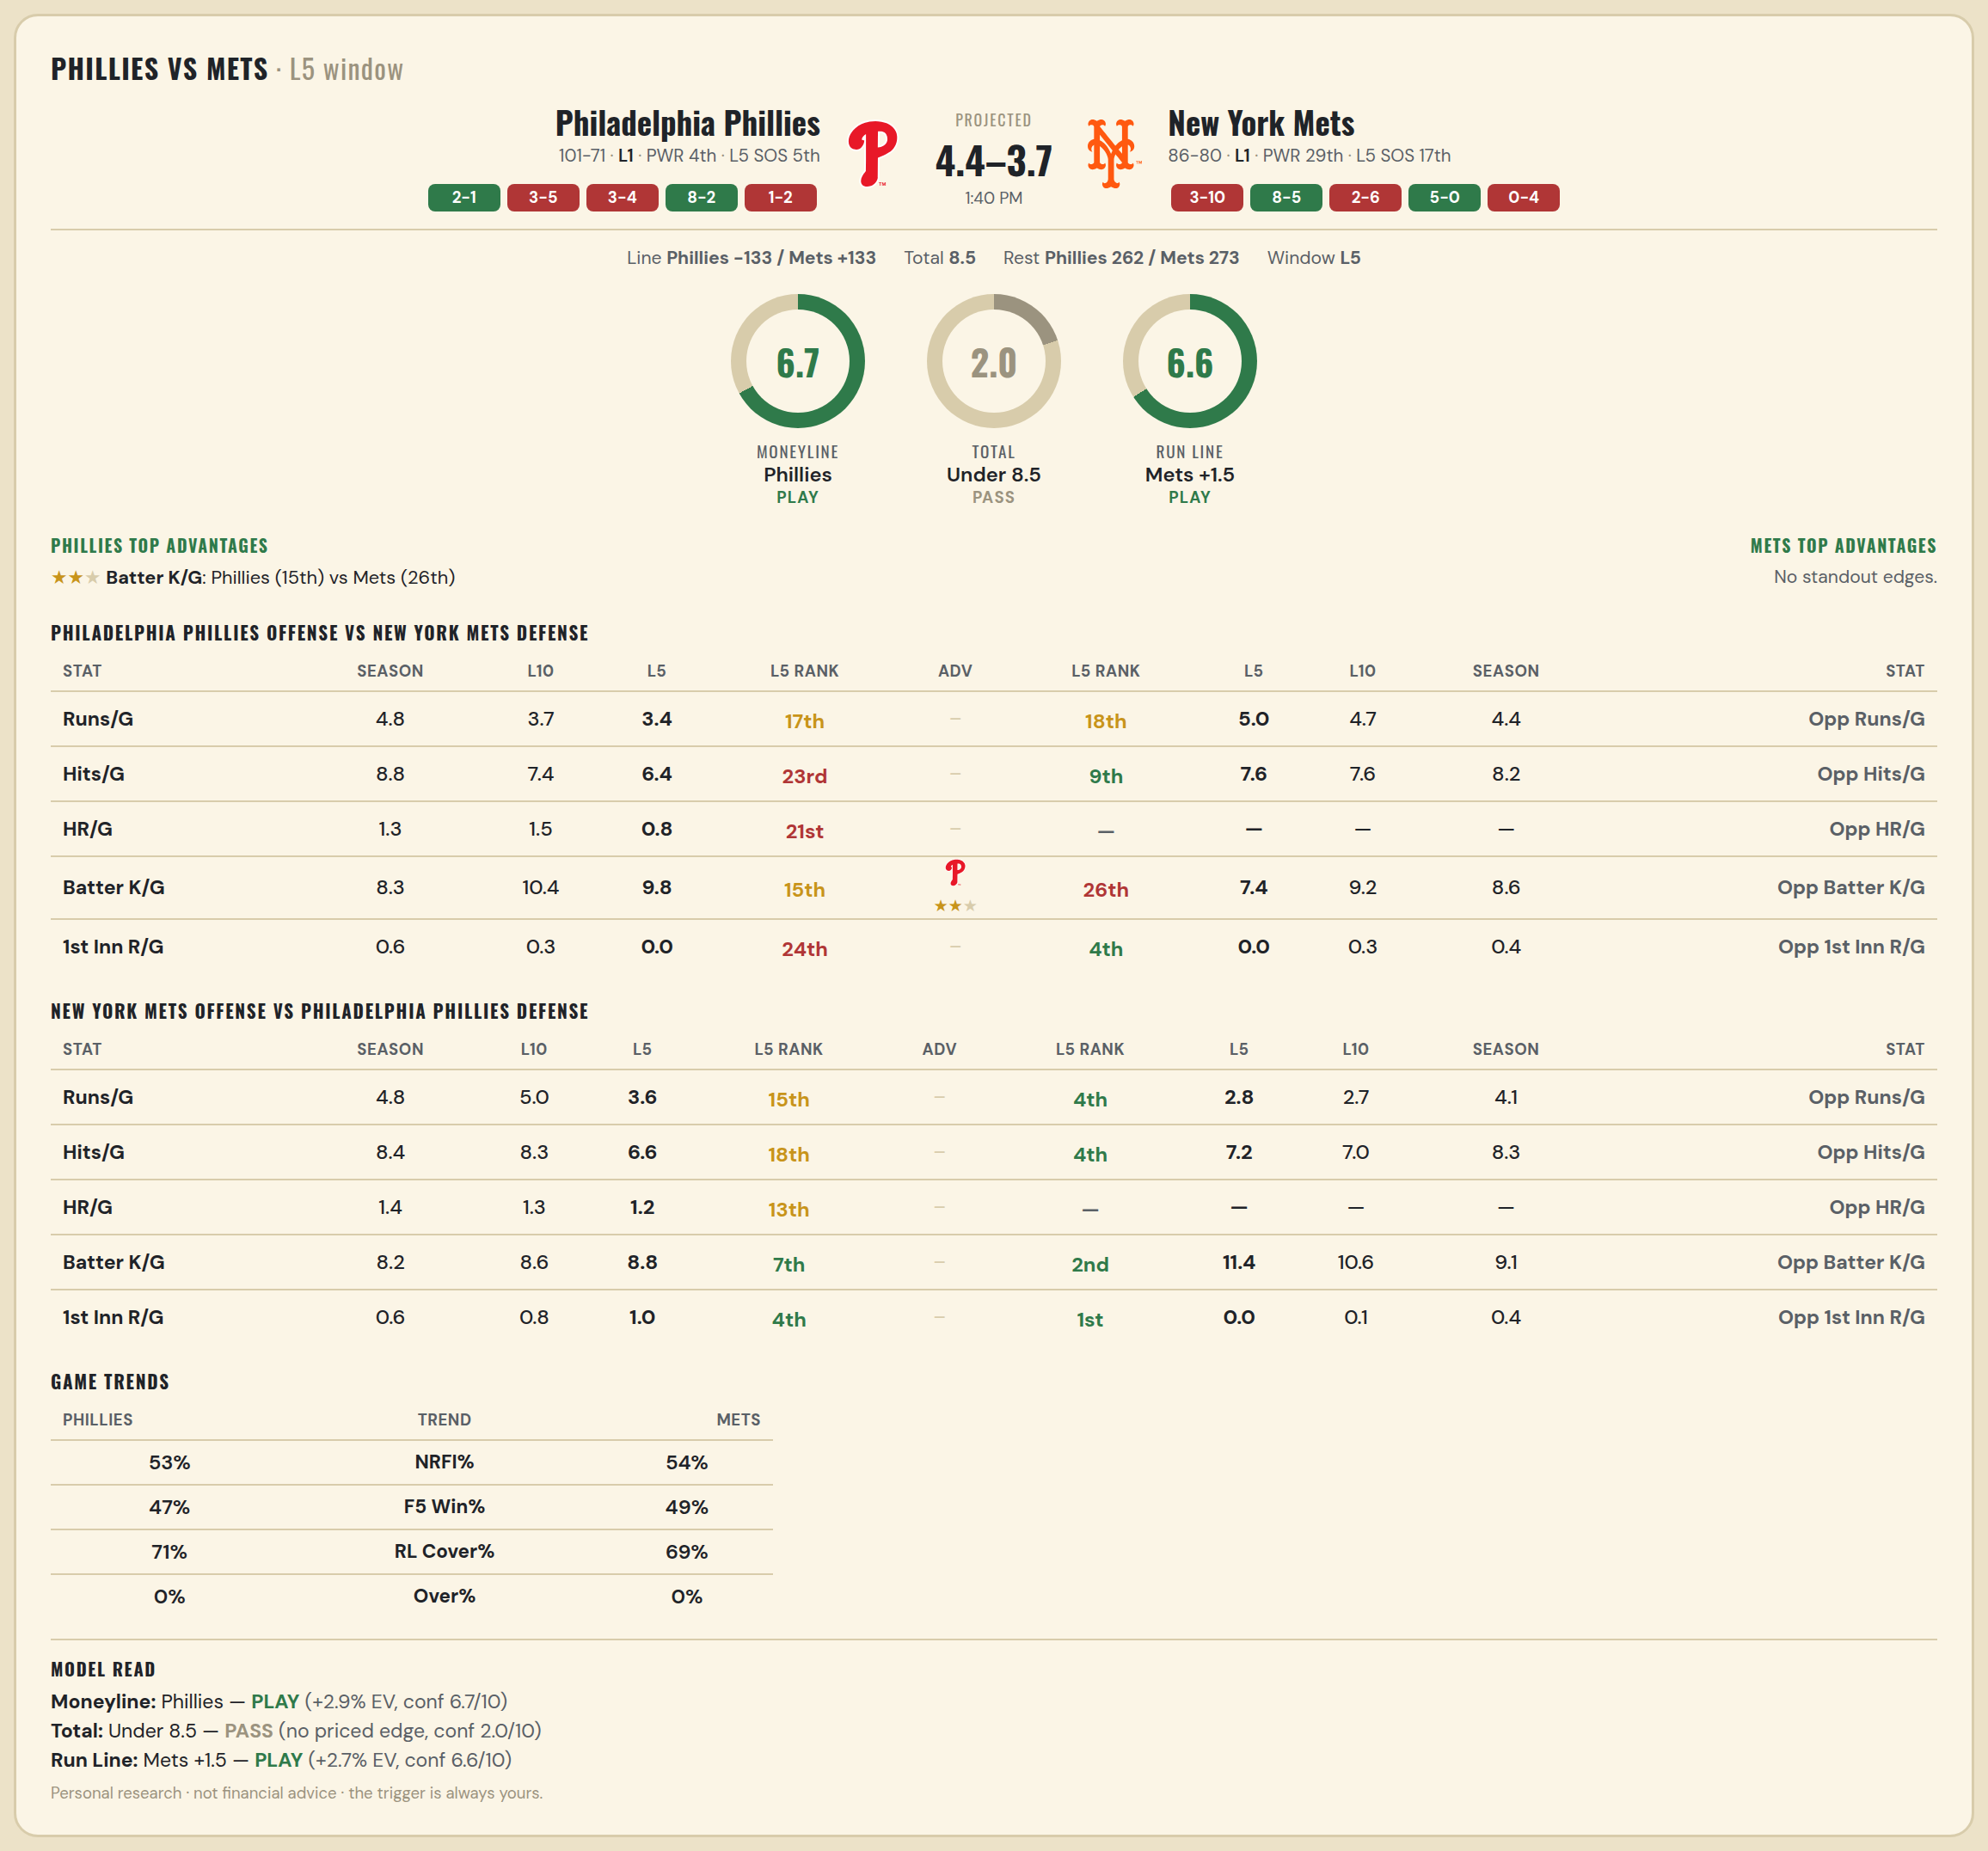 PHILLIES VS METS · L5 window
Philadelphia Phillies
101-71 · L1 · PWR 4th · L5 SOS 5th
2-1 3-5 3-4 8-2 1-2
P ™
PROJECTED
4.4–3.7
1:40 PM
NY ™
New York Mets
86-80 · L1 · PWR 29th · L5 SOS 17th
3-10 8-5 2-6 5-0 0-4
Line Phillies -133 / Mets +133 Total 8.5 Rest Phillies 262 / Mets 273 Window L5
6.7 2.0 6.6
MONEYLINE TOTAL RUN LINE
Phillies Under 8.5 Mets +1.5
PLAY PASS PLAY
PHILLIES TOP ADVANTAGES METS TOP ADVANTAGES
★★★ Batter K/G: Phillies (15th) vs Mets (26th) No standout edges.
PHILADELPHIA PHILLIES OFFENSE VS NEW YORK METS DEFENSE
STAT SEASON L10 L5 L5 RANK ADV L5 RANK L5 L10 SEASON STAT
Runs/G 4.8 3.7 3.4 17th – 18th 5.0 4.7 4.4 Opp Runs/G
Hits/G 8.8 7.4 6.4 23rd – 9th 7.6 7.6 8.2 Opp Hits/G
HR/G 1.3 1.5 0.8 21st – — — — — Opp HR/G
Batter K/G 8.3 10.4 9.8 15th P ★★★ 26th 7.4 9.2 8.6 Opp Batter K/G
1st Inn R/G 0.6 0.3 0.0 24th – 4th 0.0 0.3 0.4 Opp 1st Inn R/G
NEW YORK METS OFFENSE VS PHILADELPHIA PHILLIES DEFENSE
STAT SEASON L10 L5 L5 RANK ADV L5 RANK L5 L10 SEASON STAT
Runs/G 4.8 5.0 3.6 15th – 4th 2.8 2.7 4.1 Opp Runs/G
Hits/G 8.4 8.3 6.6 18th – 4th 7.2 7.0 8.3 Opp Hits/G
HR/G 1.4 1.3 1.2 13th – — — — — Opp HR/G
Batter K/G 8.2 8.6 8.8 7th – 2nd 11.4 10.6 9.1 Opp Batter K/G
1st Inn R/G 0.6 0.8 1.0 4th – 1st 0.0 0.1 0.4 Opp 1st Inn R/G
GAME TRENDS
PHILLIES TREND METS
53% NRFI% 54%
47% F5 Win% 49%
71% RL Cover% 69%
0% Over% 0%
MODEL READ
Moneyline: Phillies — PLAY (+2.9% EV, conf 6.7/10)
Total: Under 8.5 — PASS (no priced edge, conf 2.0/10)
Run Line: Mets +1.5 — PLAY (+2.7% EV, conf 6.6/10)
Personal research · not financial advice · the trigger is always yours.